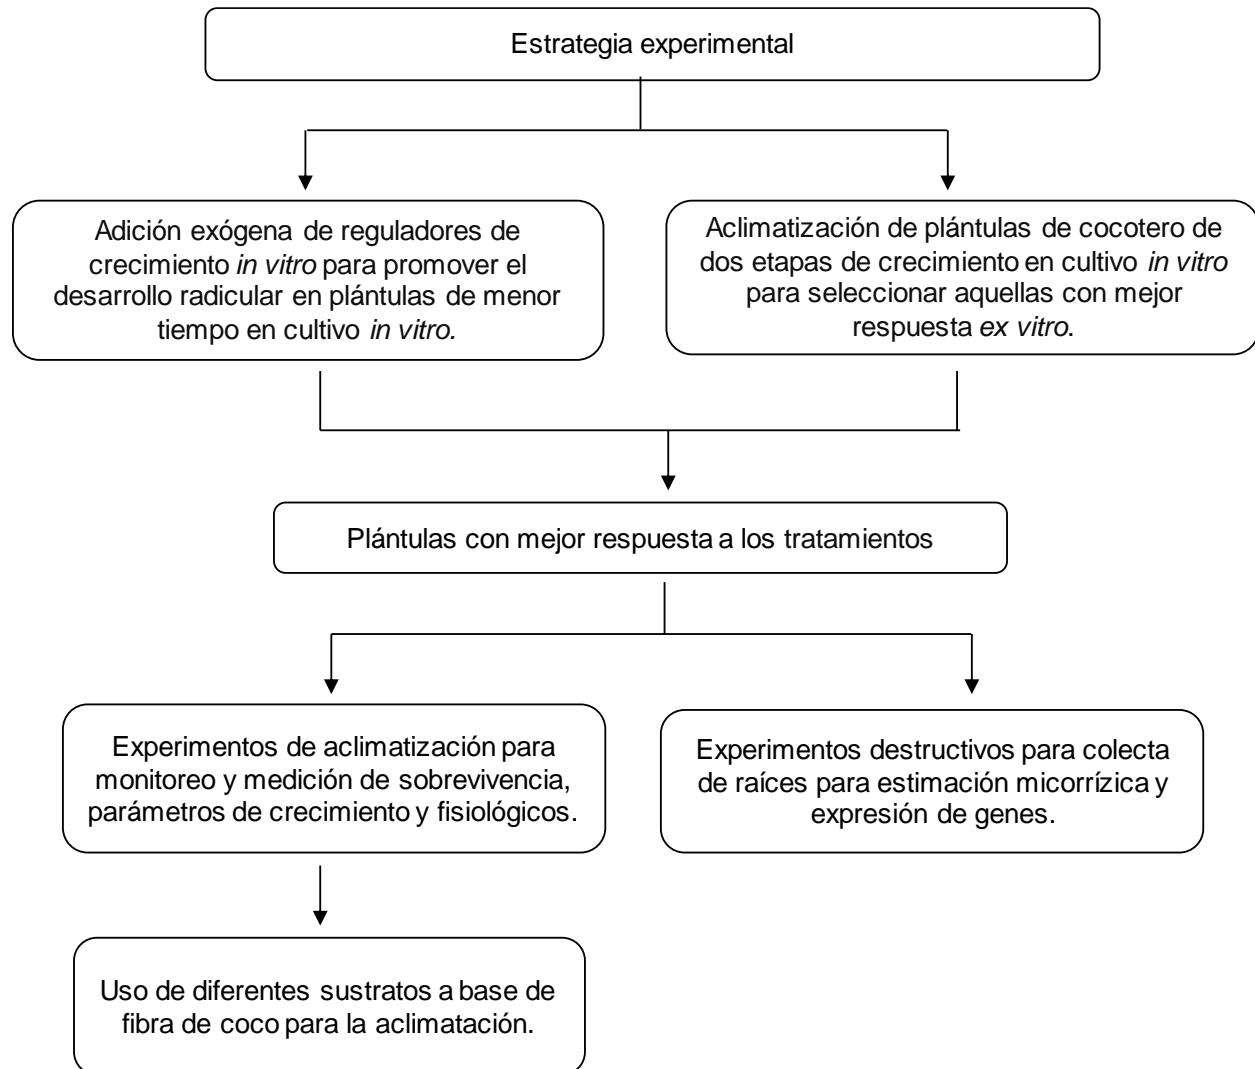 Estrategia experimental
Adición exógena de reguladores de
crecimiento in vitro para promover el
desarrollo radicular en plántulas de menor
tiempo en cultivo in vitro.
Aclimatización de plántulas de cocotero de
dos etapas de crecimiento en cultivo in vitro
para seleccionar aquellas con mejor
respuesta ex vitro.
Plántulas con mejor respuesta a los tratamientos
Experimentos de aclimatización para
monitoreo y medición de sobrevivencia,
parámetros de crecimiento y fisiológicos.
Experimentos destructivos para colecta
de raíces para estimación micorrízica y
expresión de genes.
Uso de diferentes sustratos a base de
fibra de coco para la aclimatación.